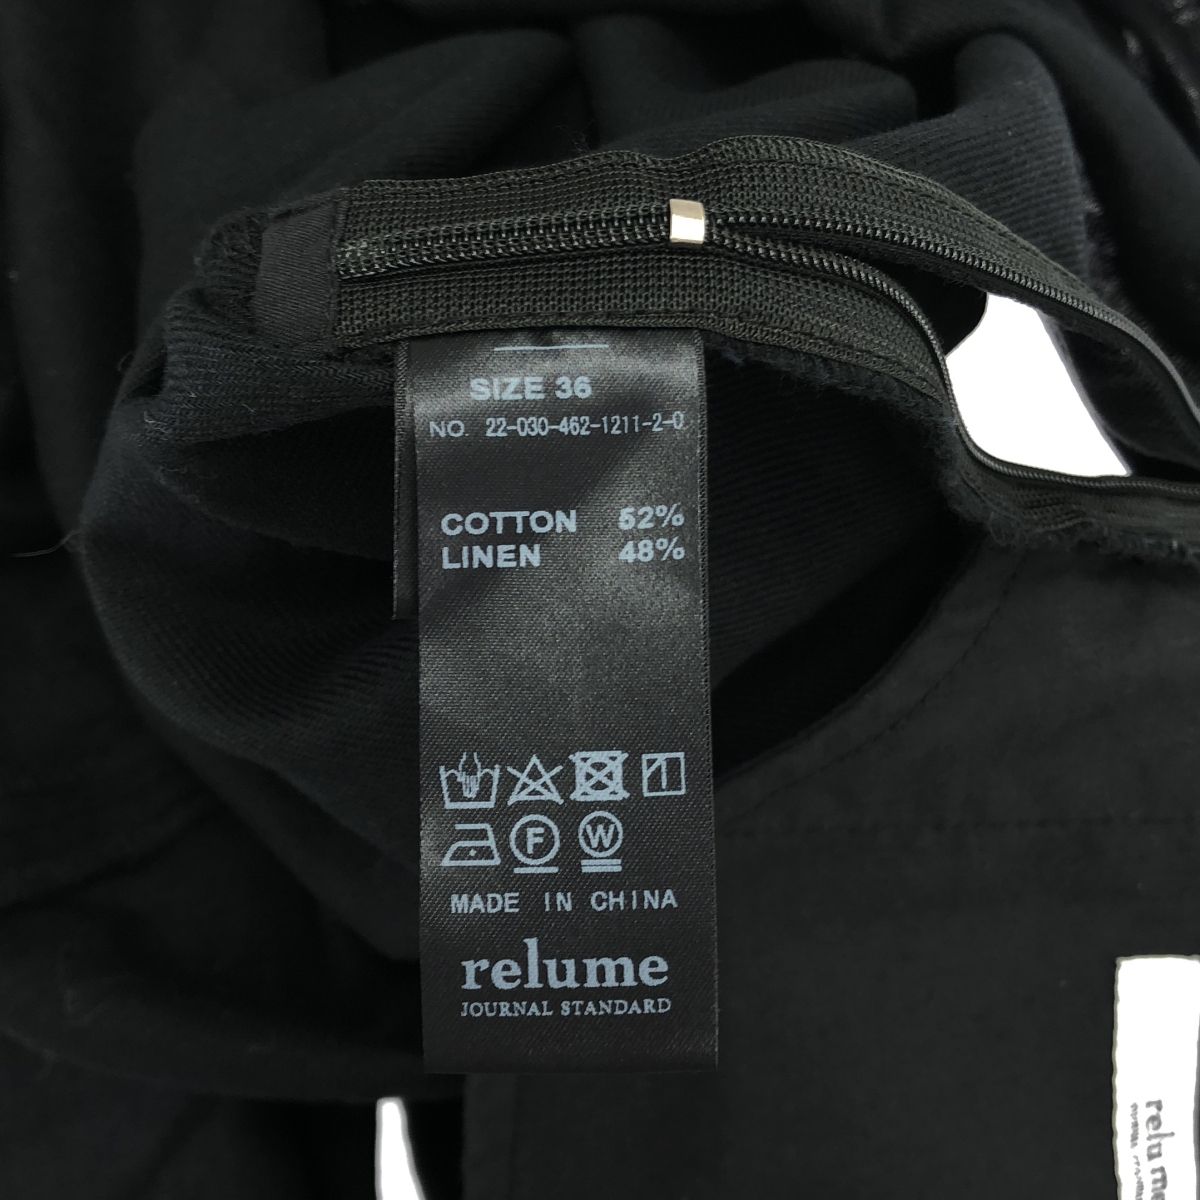 SIZE 36
NO. 22-030-462-1211-2-0
COTTON 52%
LINEN 48%
F W
MADE IN CHINA
relume
JOURNAL STANDARD
relum